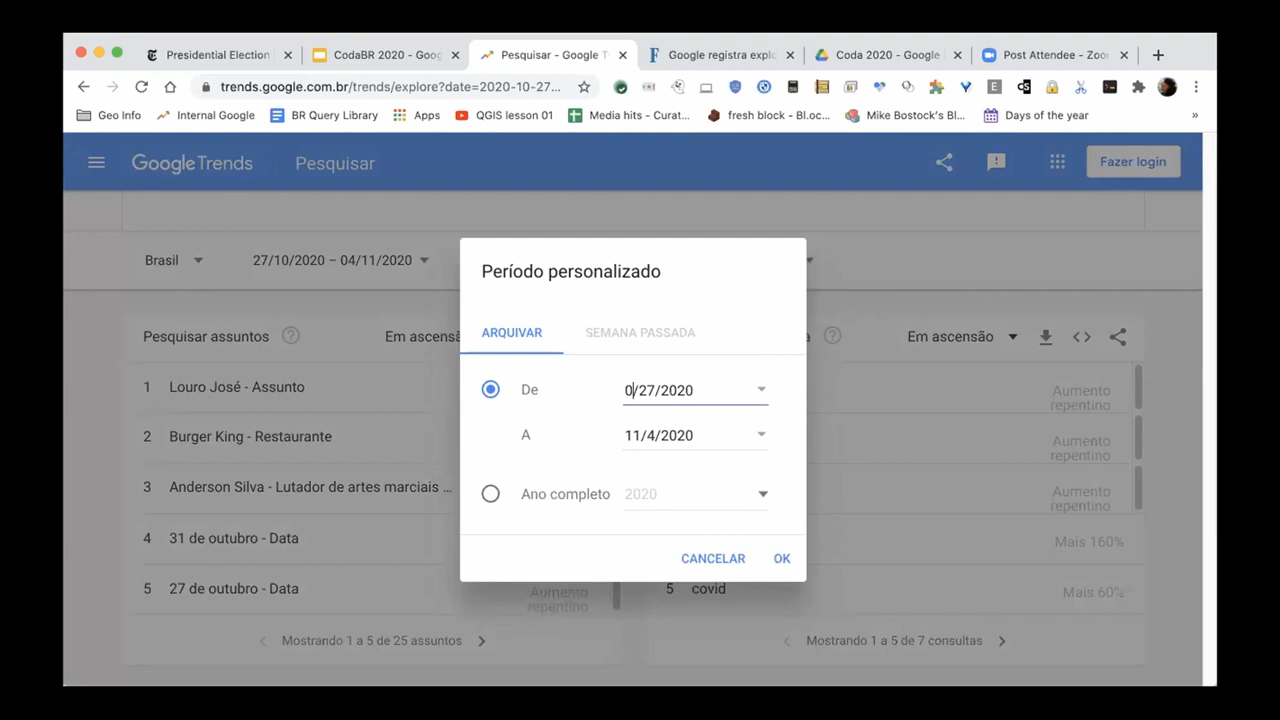 Presidential Election
CodaBR 2020 - Goog
Pesquisar - Google T
Google registra explo
Coda 2020 - Google
Post Attendee - Zoo
trends.google.com.br/trends/explore?date=2020-10-27...
Geo Info
Internal Google
BR Query Library
Apps
QGIS lesson 01
Media hits - Curat...
fresh block - Bl.oc...
Mike Bostock's Bl...
Days of the year
»
Google Trends
Pesquisar
Fazer login
Brasil
27/10/2020 – 04/11/2020
Período personalizado
ARQUIVAR
SEMANA PASSADA
De
0/27/2020
A
11/4/2020
Ano completo
2020
CANCELAR
OK
Pesquisar assuntos
Em ascensã
1 Louro José - Assunto
2 Burger King - Restaurante
3 Anderson Silva - Lutador de artes marciais ...
4 31 de outubro - Data
5 27 de outubro - Data
Aumento
repentino
Mostrando 1 a 5 de 25 assuntos
a
Em ascensão
Aumento
repentino
Aumento
repentino
Aumento
repentino
Mais 160%
5 covid
Mais 60%
Mostrando 1 a 5 de 7 consultas